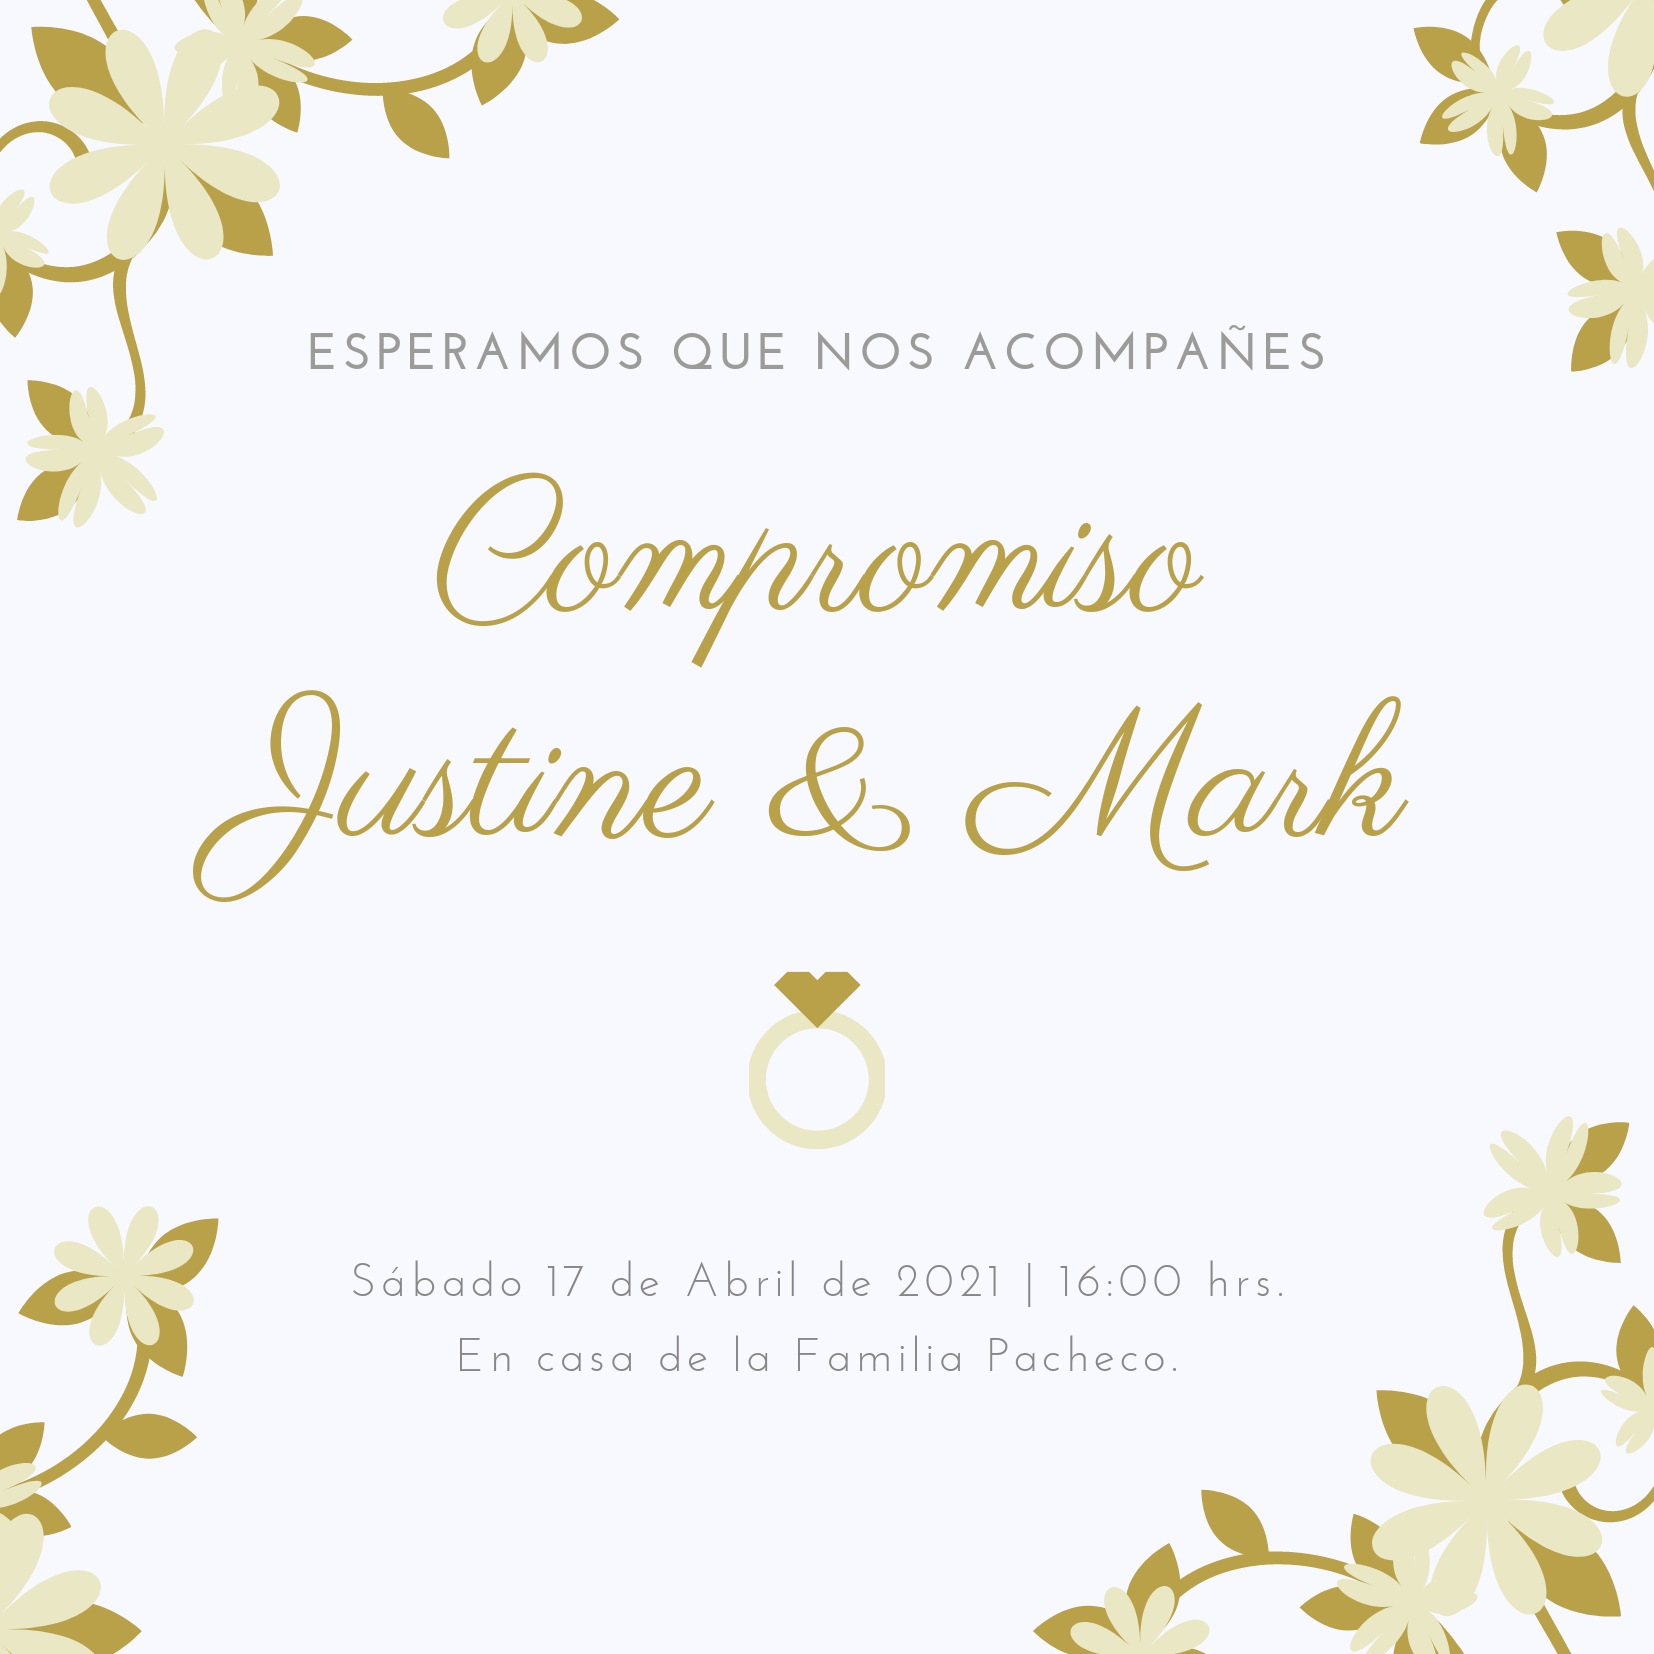 ESPERAMOS QUE NOS ACOMPAÑES
Compromiso
Justine & Mark
Sábado 17 de Abril de 2021 | 16:00 hrs.
En casa de la Familia Pacheco.